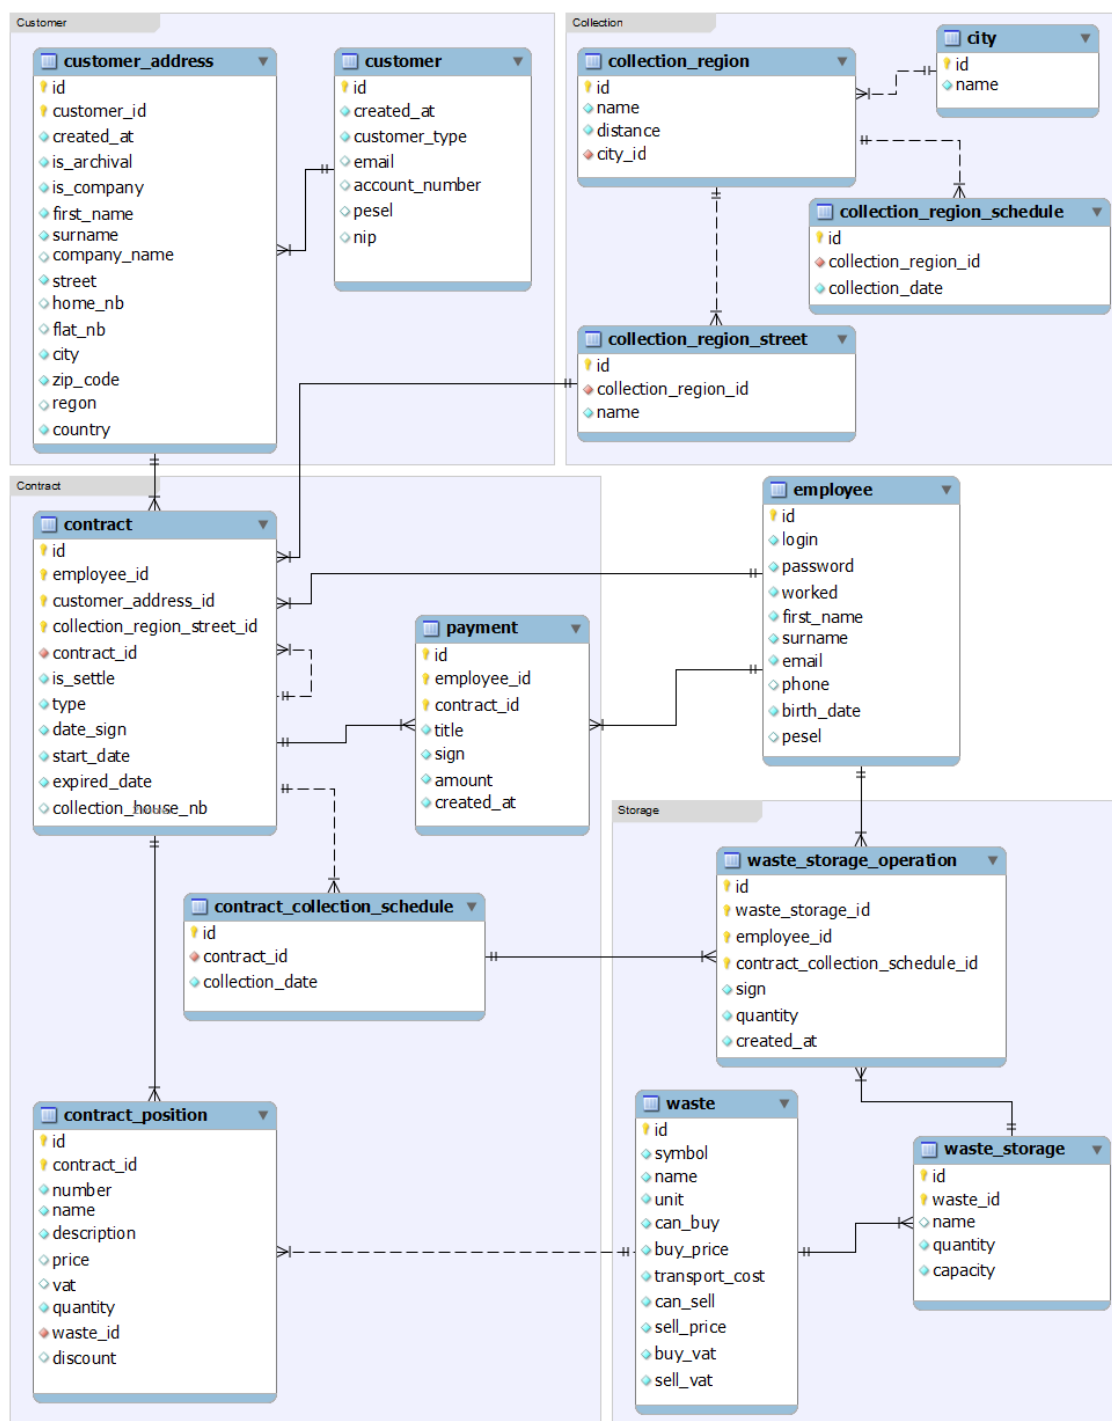 Customer
customer_address
id
customer_id
created_at
is_archival
is_company
first_name
surname
company_name
street
home_nb
flat_nb
city
zip_code
regon
country
customer
id
created_at
customer_type
email
account_number
pesel
nip
Collection
collection_region
id
name
distance
city_id
city
id
name
collection_region_schedule
id
collection_region_id
collection_date
collection_region_street
id
collection_region_id
name
Contract
contract
id
employee_id
customer_address_id
collection_region_street_id
contract_id
is_settle
type
date_sign
start_date
expired_date
collection_house_nb
payment
id
employee_id
contract_id
title
sign
amount
created_at
employee
id
login
password
worked
first_name
surname
email
phone
birth_date
pesel
contract_collection_schedule
id
contract_id
collection_date
Storage
waste_storage_operation
id
waste_storage_id
employee_id
contract_collection_schedule_id
sign
quantity
created_at
contract_position
id
contract_id
number
name
description
price
vat
quantity
waste_id
discount
waste
id
symbol
name
unit
can_buy
buy_price
transport_cost
can_sell
sell_price
buy_vat
sell_vat
waste_storage
id
waste_id
name
quantity
capacity